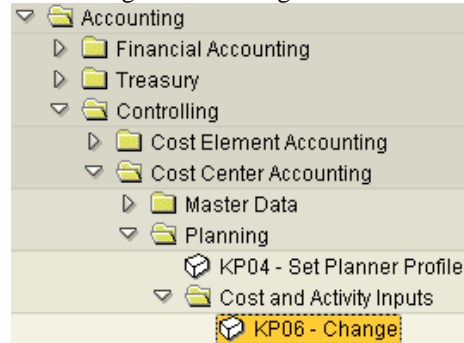 Accounting
Financial Accounting
Treasury
Controlling
Cost Element Accounting
Cost Center Accounting
Master Data
Planning
KP04 - Set Planner Profile
Cost and Activity Inputs
KP06 - Change